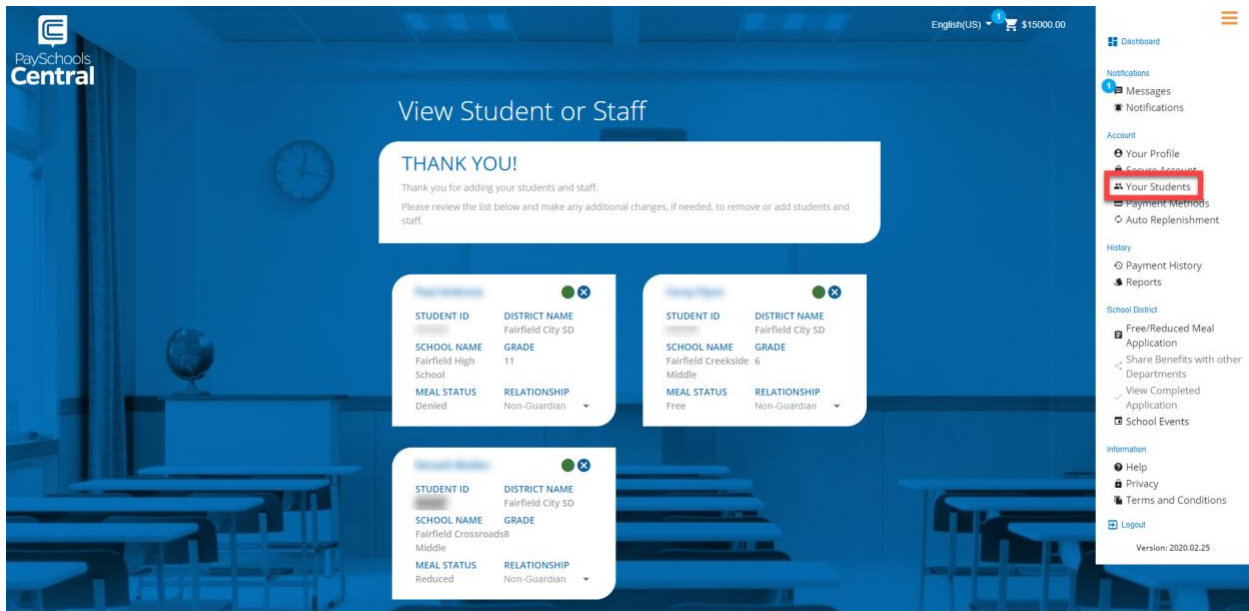 PaySchools
Central
English(US)
1
$15000.00
View Student or Staff
THANK YOU!
Thank you for adding your students and staff.
Please review the list below and make any additional changes, if needed, to remove or add students and
staff.
STUDENT ID DISTRICT NAME
Fairfield City SD
SCHOOL NAME GRADE
Fairfield High 11
School
MEAL STATUS RELATIONSHIP
Denied Non-Guardian
STUDENT ID DISTRICT NAME
Fairfield City SD
SCHOOL NAME GRADE
Fairfield Creekside 6
Middle
MEAL STATUS RELATIONSHIP
Free Non-Guardian
STUDENT ID DISTRICT NAME
Fairfield City SD
SCHOOL NAME GRADE
Fairfield Crossroads8
Middle
MEAL STATUS RELATIONSHIP
Reduced Non-Guardian
Dashboard
Notifications
1
Messages
Notifications
Account
Your Profile
Secure Account
Your Students
Payment Methods
Auto Replenishment
History
Payment History
Reports
School District
Free/Reduced Meal
Application
Share Benefits with other
Departments
View Completed
Application
School Events
Information
Help
Privacy
Terms and Conditions
Logout
Version: 2020.02.25